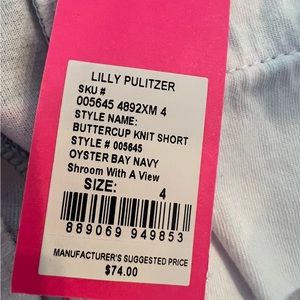 LILLY PULITZER
SKU #
005645 4892XM 4
STYLE NAME:
BUTTERCUP KNIT SHORT
STYLE # 005645
OYSTER BAY NAVY
Shroom With A View
SIZE: 4
889069 949853
MANUFACTURER'S SUGGESTED PRICE
$74.00